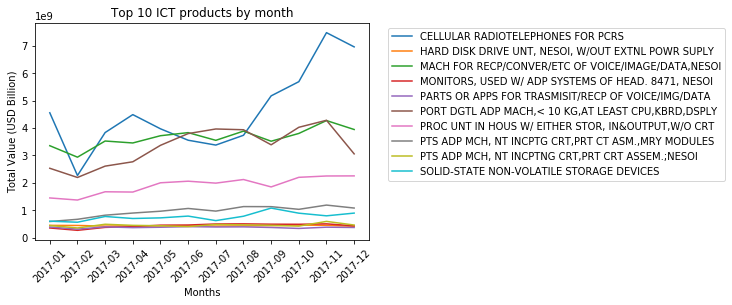 Top 10 ICT products by month
1e9
7
6
5
4
3
2
1
0
Total Value (USD Billion)
2017-01
2017-02
2017-03
2017-04
2017-05
2017-06
2017-07
2017-08
2017-09
2017-10
2017-11
2017-12
Months
CELLULAR RADIOTELEPHONES FOR PCRS
HARD DISK DRIVE UNT, NESOI, W/OUT EXTNL POWR SUPLY
MACH FOR RECP/CONVER/ETC OF VOICE/IMAGE/DATA,NESOI
MONITORS, USED W/ ADP SYSTEMS OF HEAD. 8471, NESOI
PARTS OR APPS FOR TRASMISIT/RECP OF VOICE/IMG/DATA
PORT DGTL ADP MACH,< 10 KG,AT LEAST CPU,KBRD,DSPLY
PROC UNT IN HOUS W/ EITHER STOR, IN&OUTPUT,W/O CRT
PTS ADP MCH, NT INCPTG CRT,PRT CT ASM.,MRY MODULES
PTS ADP MCH, NT INCPTNG CRT,PRT CRT ASSEM.;NESOI
SOLID-STATE NON-VOLATILE STORAGE DEVICES